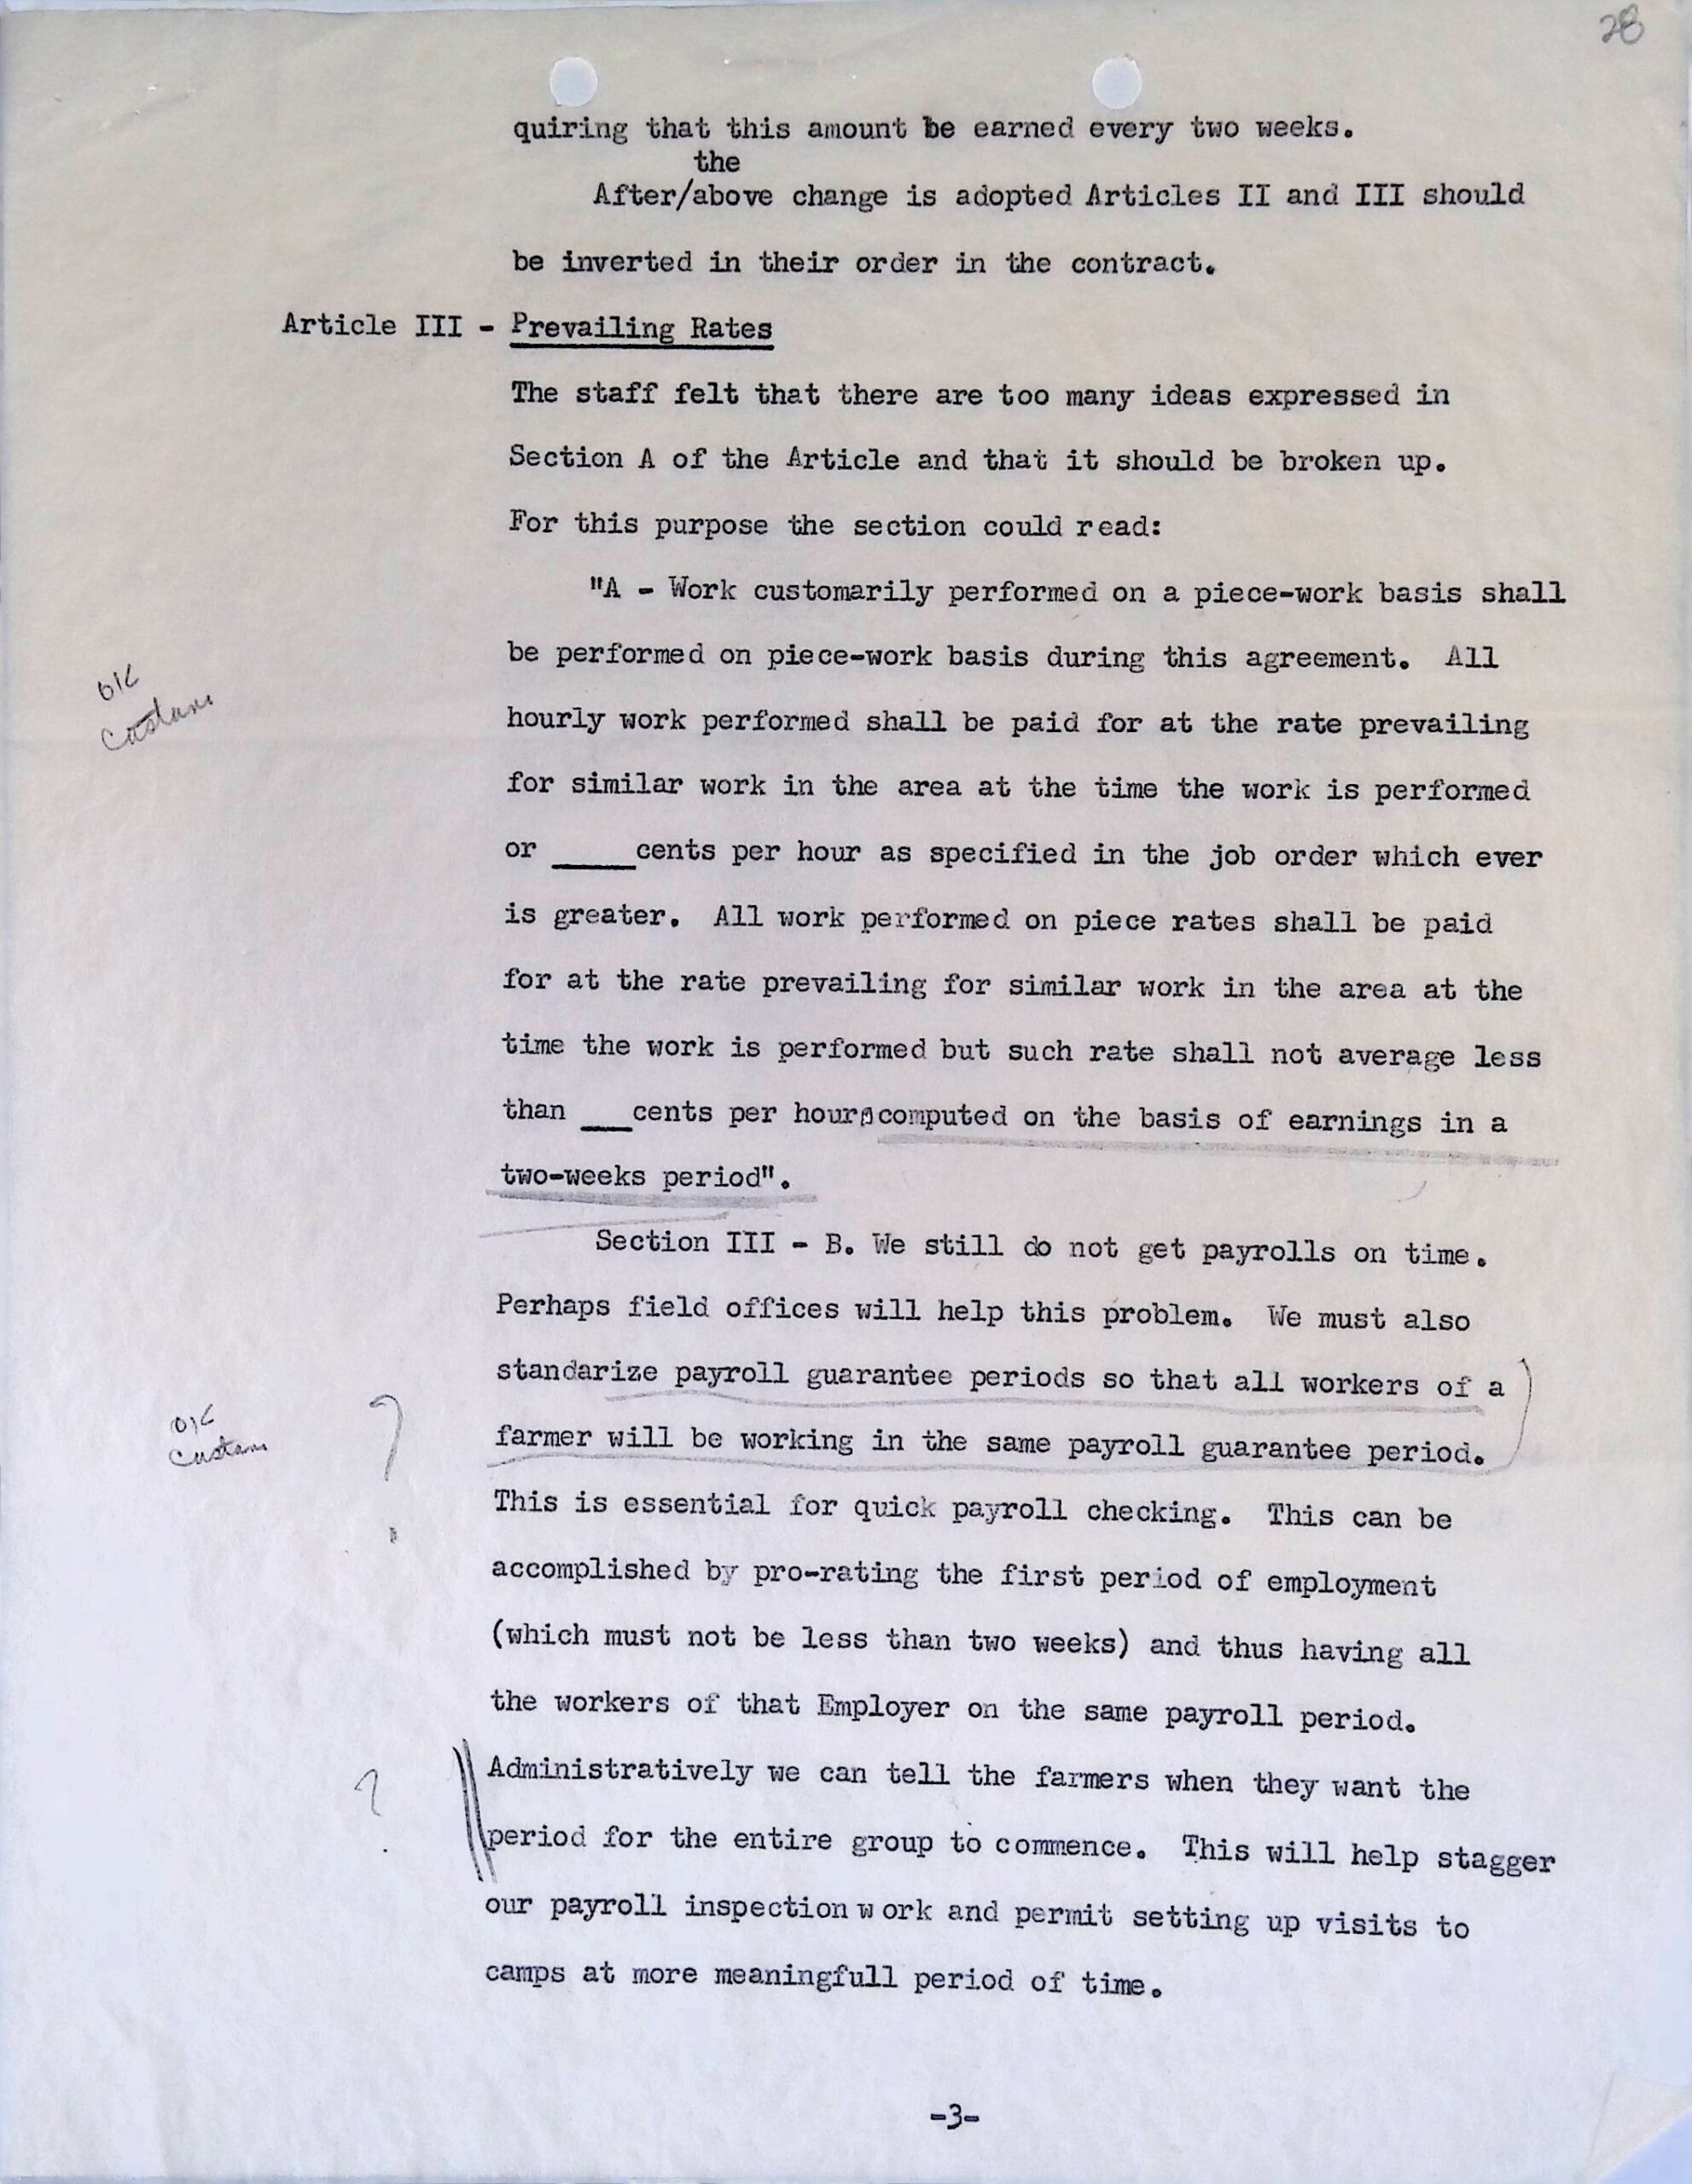 28
quiring that this amount be earned every two weeks.
the
After/above change is adopted Articles II and III should
be inverted in their order in the contract.
Article III - Prevailing Rates
The staff felt that there are too many ideas expressed in
Section A of the Article and that it should be broken up.
For this purpose the section could read:
"A - Work customarily performed on a piece-work basis shall
be performed on piece-work basis during this agreement. All
OK
hourly work performed shall be paid for at the rate prevailing
for similar work in the area at the time the work is performed
or ____cents per hour as specified in the job order which ever
is greater. All work performed on piece rates shall be paid
for at the rate prevailing for similar work in the area at the
time the work is performed but such rate shall not average less
than ___cents per hour computed on the basis of earnings in a
two-weeks period".
Section III - B. We still do not get payrolls on time.
Perhaps field offices will help this problem. We must also
standarize payroll guarantee periods so that all workers of a
OK
?
farmer will be working in the same payroll guarantee period.
This is essential for quick payroll checking. This can be
accomplished by pro-rating the first period of employment
(which must not be less than two weeks) and thus having all
the workers of that Employer on the same payroll period.
? Administratively we can tell the farmers when they want the
period for the entire group to commence. This will help stagger
our payroll inspection work and permit setting up visits to
camps at more meaningfull period of time.
-3-